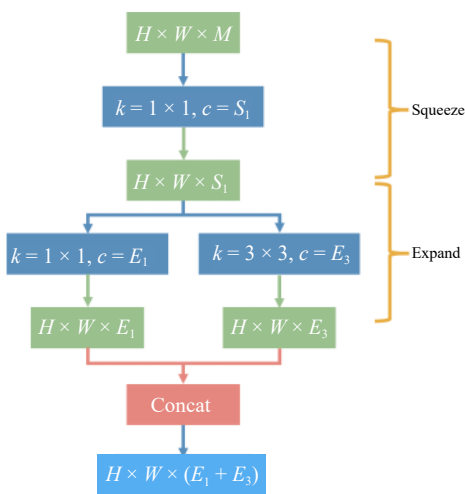 H × W × M
k = 1 × 1, c = S₁
Squeeze
H × W × S₁
k = 1 × 1, c = E₁
k = 3 × 3, c = E₃
Expand
H × W × E₁
H × W × E₃
Concat
H × W × (E₁ + E₃)